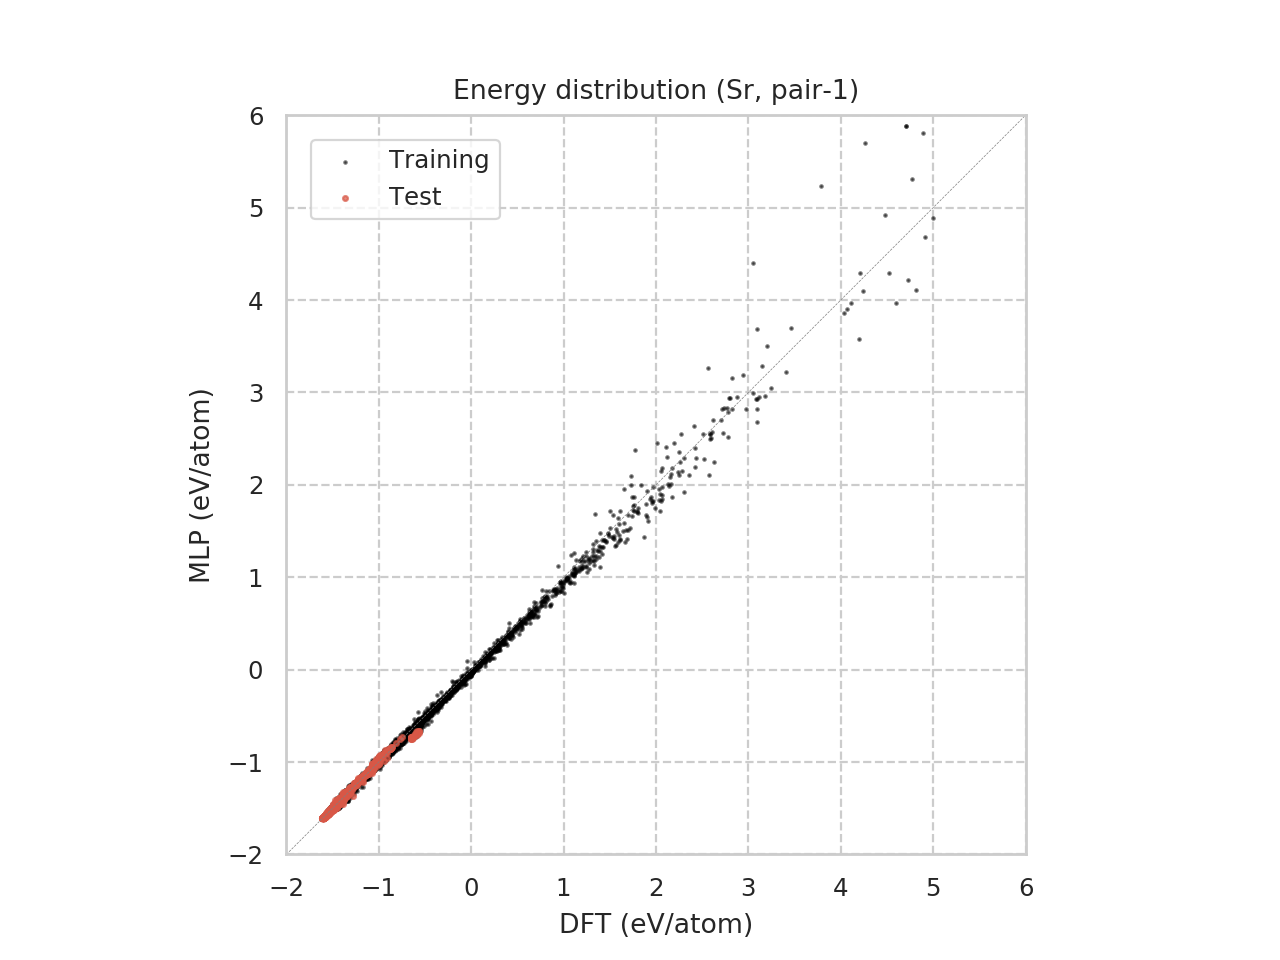 Energy distribution (Sr, pair-1)
Training
Test
6
5
4
3
2
1
0
−1
−2
MLP (eV/atom)
−2 −1 0 1 2 3 4 5 6
DFT (eV/atom)